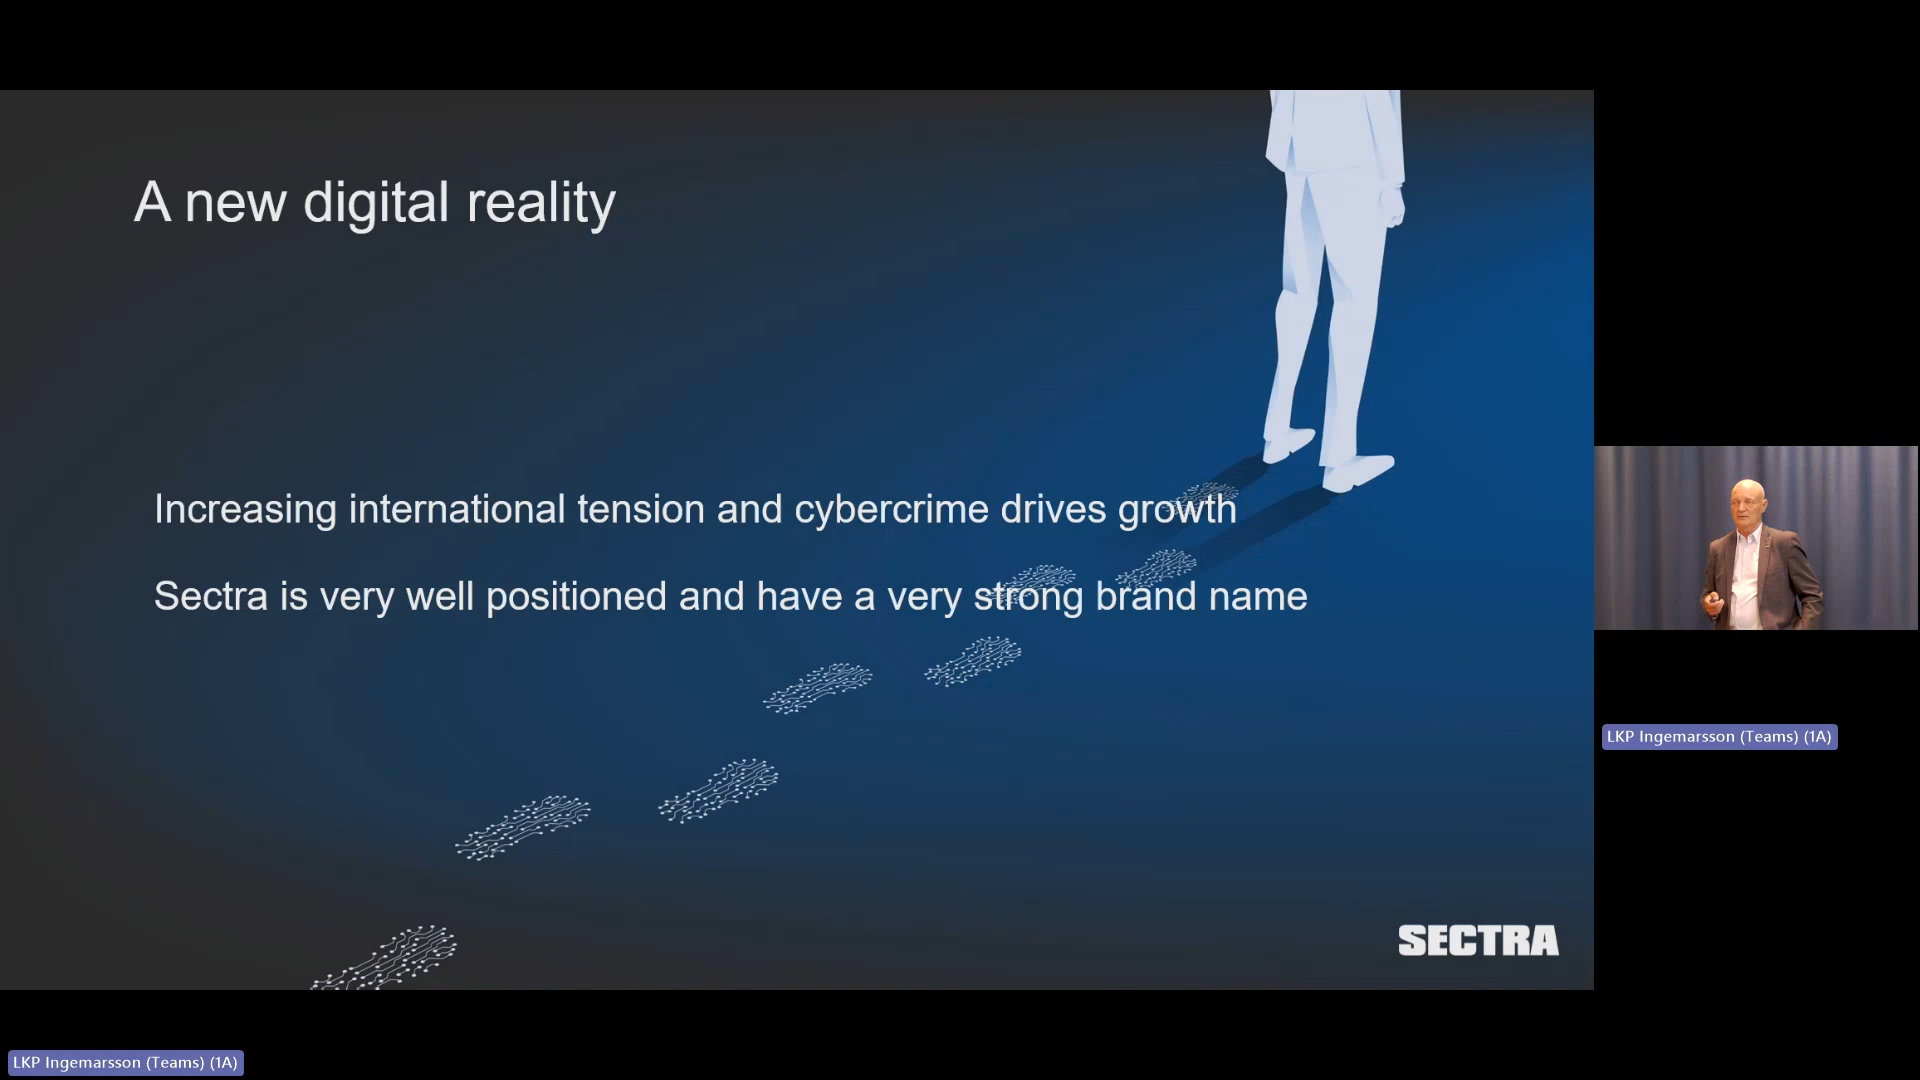 A new digital reality
Increasing international tension and cybercrime drives growth
Sectra is very well positioned and have a very strong brand name
SECTRA
LKP Ingemarsson (Teams) (1A)
LKP Ingemarsson (Teams) (1A)